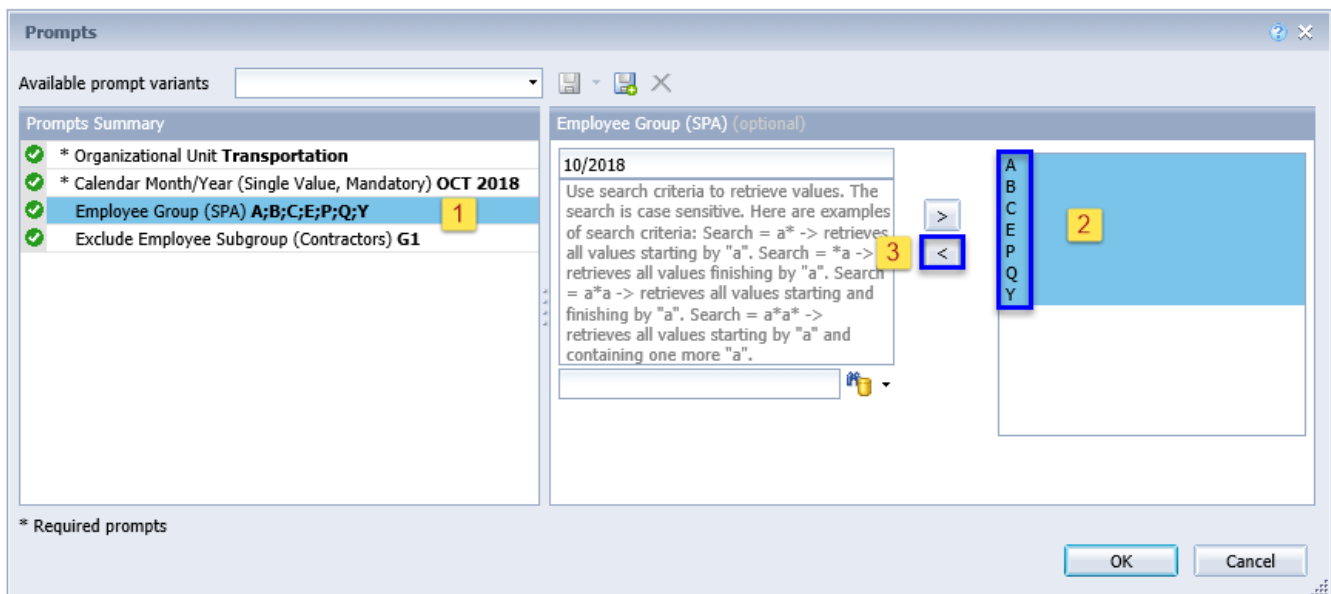 Prompts
Available prompt variants
Prompts Summary
* Organizational Unit Transportation
* Calendar Month/Year (Single Value, Mandatory) OCT 2018
Employee Group (SPA) A;B;C;E;P;Q;Y
1
Exclude Employee Subgroup (Contractors) G1
* Required prompts
Employee Group (SPA) (optional)
10/2018
Use search criteria to retrieve values. The
search is case sensitive. Here are examples
of search criteria: Search = a* -> retrieves
all values starting by "a". Search = *a ->
retrieves all values finishing by "a". Search
= a*a -> retrieves all values starting and
finishing by "a". Search = a*a* ->
retrieves all values starting by "a" and
containing one more "a".
>
3
<
A
B
C
E
P
Q
Y
2
OK
Cancel